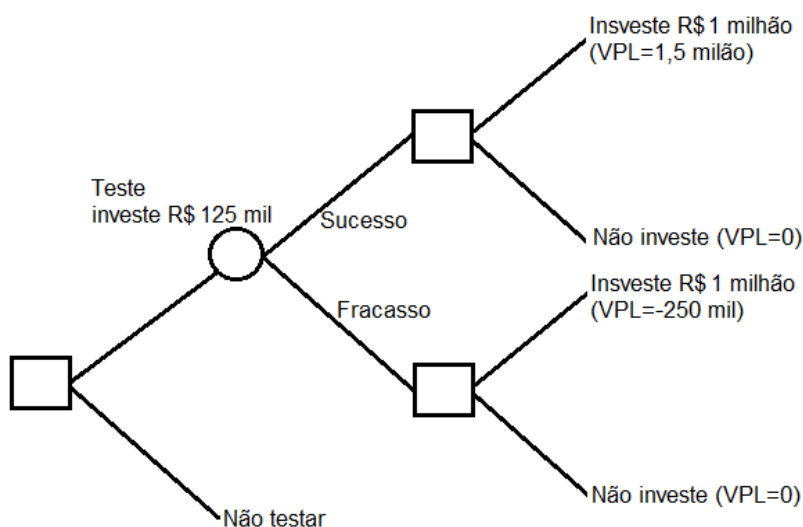 Insveste R$ 1 milhão
(VPL=1,5 milão)
Teste
investe R$ 125 mil
Sucesso
Não investe (VPL=0)
Insveste R$ 1 milhão
(VPL=-250 mil)
Fracasso
Não investe (VPL=0)
Não testar